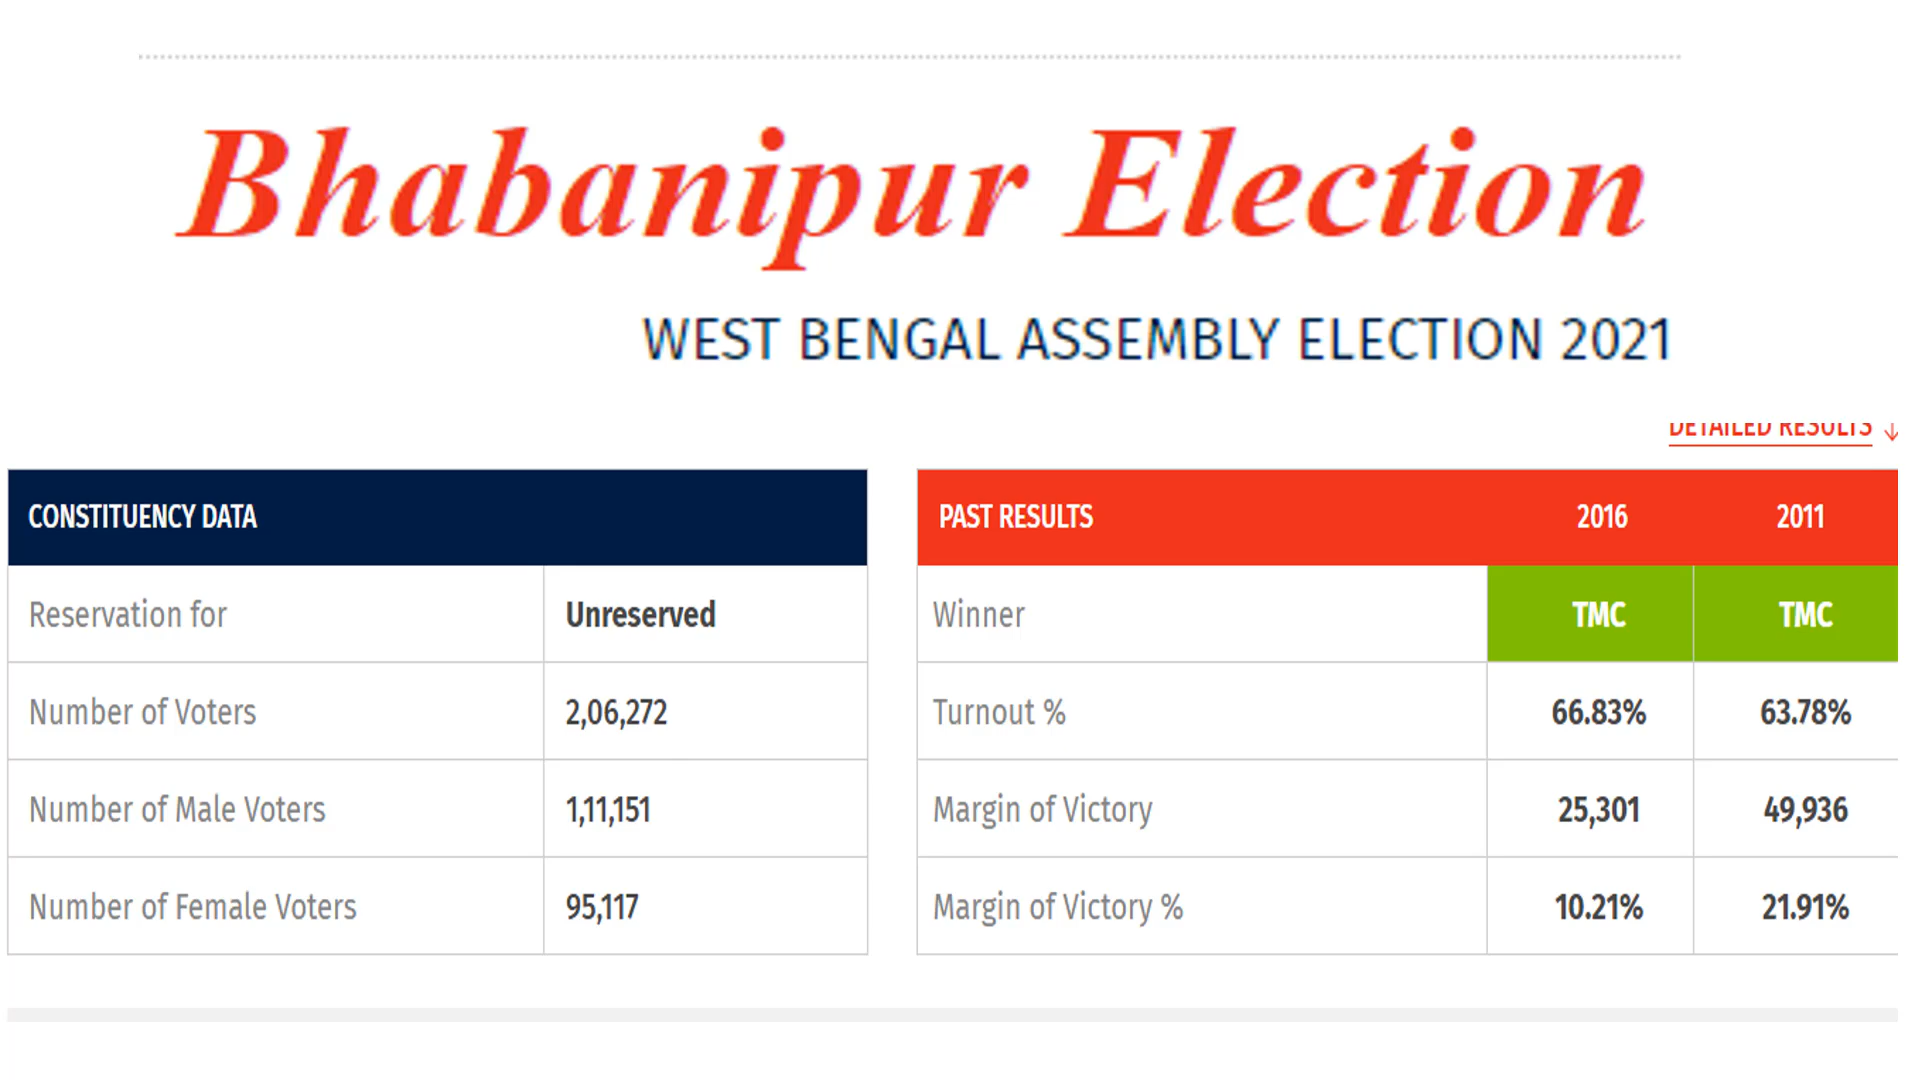 Bhabanipur Election
WEST BENGAL ASSEMBLY ELECTION 2021
DETAILED RESULTS ↓
CONSTITUENCY DATA
Reservation for Unreserved
Number of Voters 2,06,272
Number of Male Voters 1,11,151
Number of Female Voters 95,117
PAST RESULTS 2016 2011
Winner TMC TMC
Turnout % 66.83% 63.78%
Margin of Victory 25,301 49,936
Margin of Victory % 10.21% 21.91%